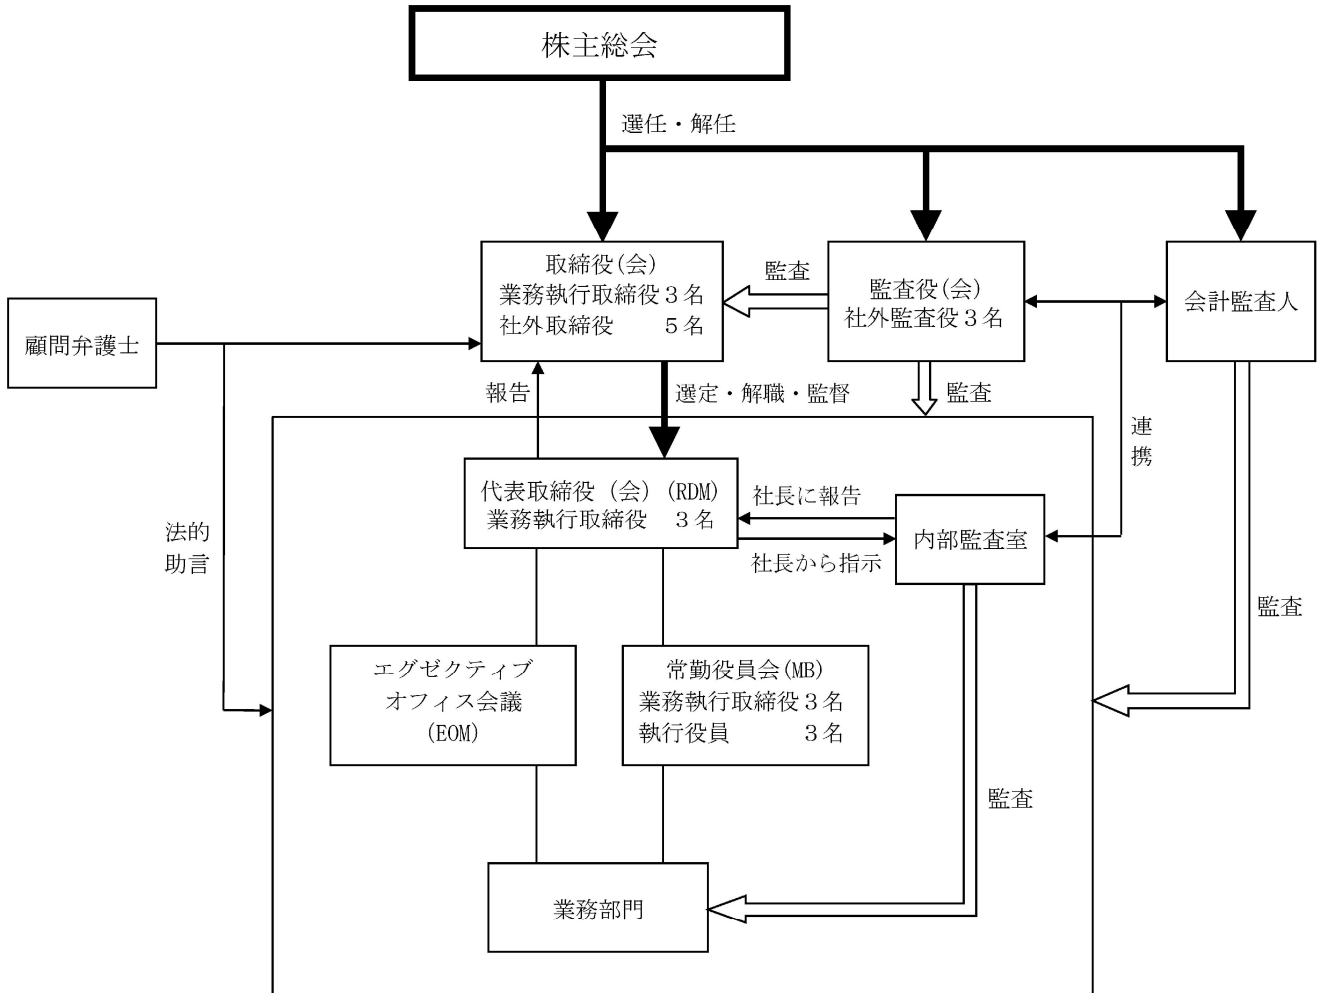 株主総会
選任・解任
取締役(会)
業務執行取締役3名
社外取締役 5名
監査
監査役(会)
社外監査役3名
会計監査人
顧問弁護士
報告
選定・解職・監督
監査
連
携
代表取締役 (会) (RDM)
業務執行取締役 3名
社長に報告
社長から指示
内部監査室
法的
助言
監査
エグゼクティブ
オフィス会議
(EOM)
常勤役員会(MB)
業務執行取締役3名
執行役員 3名
監査
業務部門